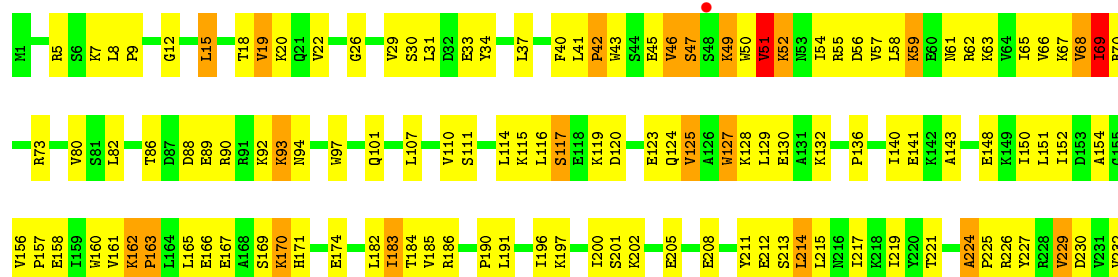 M1 R5 S6 K7 L8 P9 G12 L15 T18 V19 K20 Q21 V22 G26 V29 S30 L31 D32 E33 Y34 L37 F40 L41 P42 W43 S44 E45 V46 S47 S48 K49 W50 V51 K52 N53 I54 R55 D56 V57 L58 K59 E60 N61 R62 K63 V64 I65 V66 K67 V68 I69
R73 V80 S81 L82 T86 D87 D88 E89 R90 R91 K92 K93 N94 W97 Q101 L107 V110 S111 L114 K115 L116 S117 E118 K119 D120 E123 Q124 V125 A126 W127 K128 L129 E130 A131 K132 P136 I140 E141 K142 A143 E148 K149 I150 L151 I152 D153 A154
V156 P157 E158 I159 W160 V161 K162 P163 L164 L165 E166 E167 A168 S169 K170 H171 E174 L182 I183 T184 V185 R186 P190 L191 I196 K197 I200 S201 K202 E205 E208 Y211 E212 S213 L214 L215 N216 I217 K218 I219 Y220 T221 A224 P225 R226 Y227 R228 V229 D230 V231